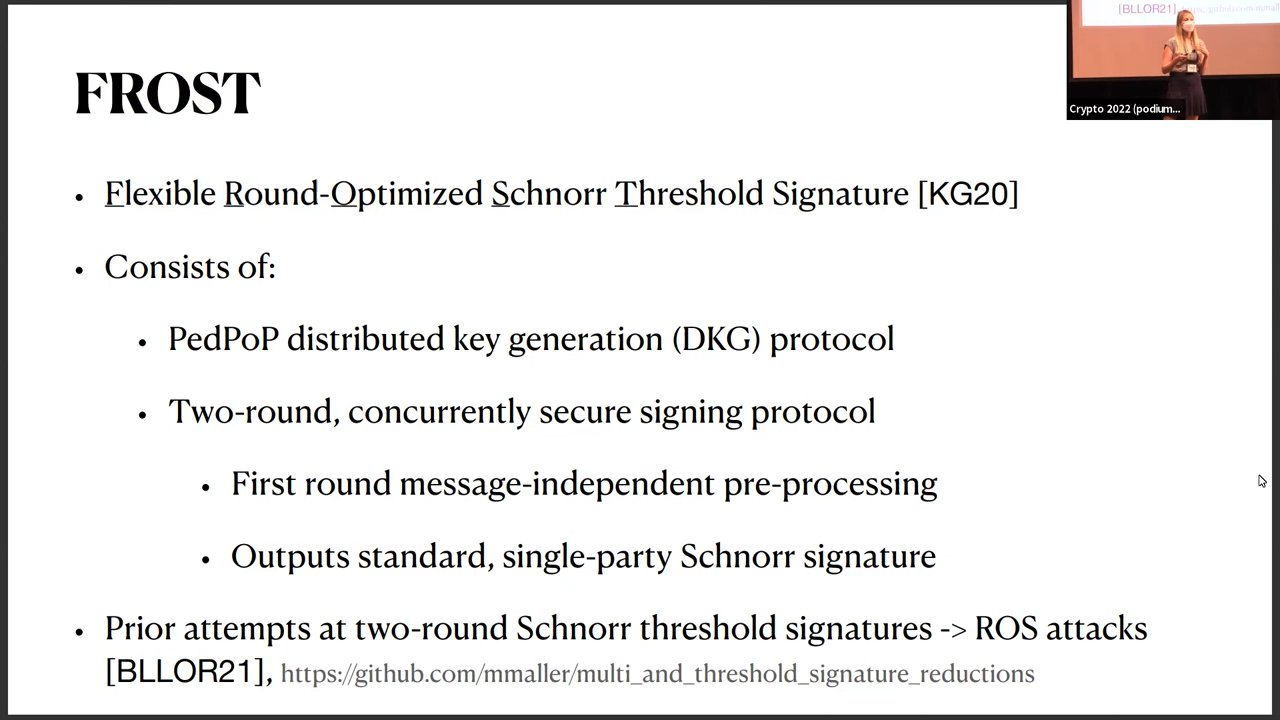 FROST
• Flexible Round-Optimized Schnorr Threshold Signature [KG20]
• Consists of:
• PedPoP distributed key generation (DKG) protocol
• Two-round, concurrently secure signing protocol
• First round message-independent pre-processing
• Outputs standard, single-party Schnorr signature
• Prior attempts at two-round Schnorr threshold signatures -> ROS attacks
[BLLOR21], https://github.com/mmaller/multi_and_threshold_signature_reductions
[BLLOR21]
Crypto 2022 (podium...